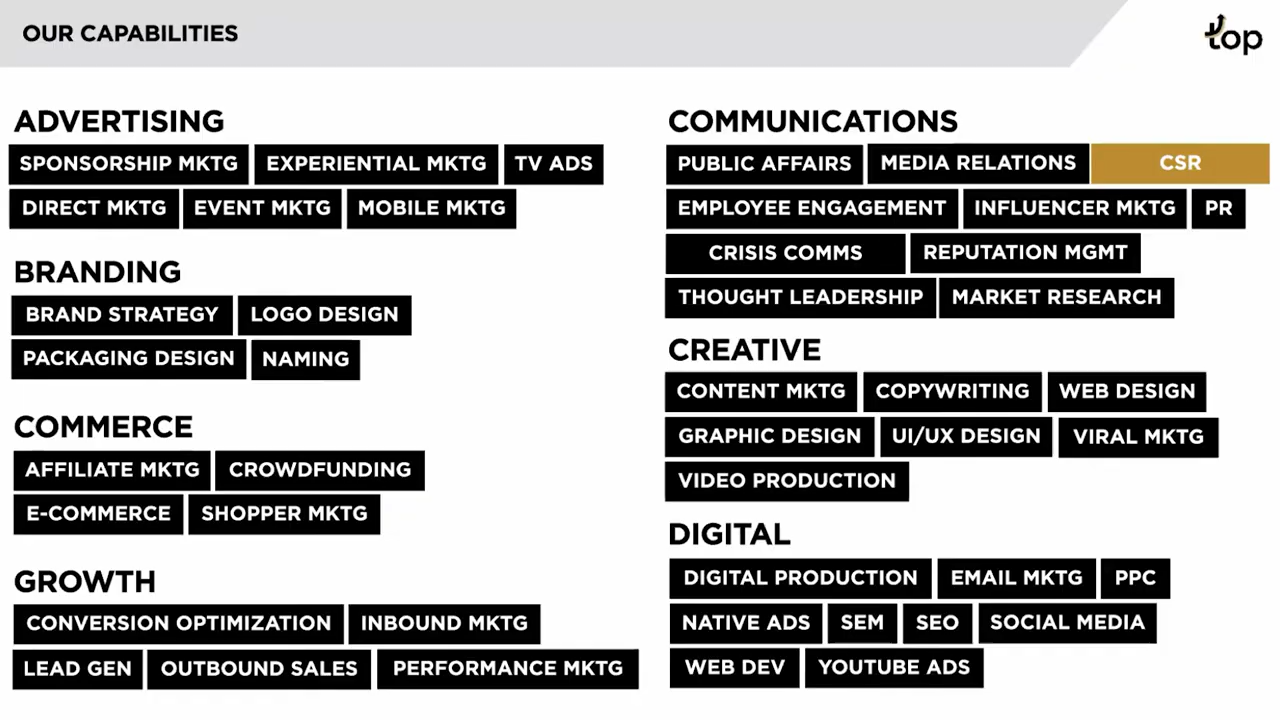 OUR CAPABILITIES
top
ADVERTISING
SPONSORSHIP MKTG EXPERIENTIAL MKTG TV ADS
DIRECT MKTG EVENT MKTG MOBILE MKTG
BRANDING
BRAND STRATEGY LOGO DESIGN
PACKAGING DESIGN NAMING
COMMERCE
AFFILIATE MKTG CROWDFUNDING
E-COMMERCE SHOPPER MKTG
GROWTH
CONVERSION OPTIMIZATION INBOUND MKTG
LEAD GEN OUTBOUND SALES PERFORMANCE MKTG
COMMUNICATIONS
PUBLIC AFFAIRS MEDIA RELATIONS CSR
EMPLOYEE ENGAGEMENT INFLUENCER MKTG PR
CRISIS COMMS REPUTATION MGMT
THOUGHT LEADERSHIP MARKET RESEARCH
CREATIVE
CONTENT MKTG COPYWRITING WEB DESIGN
GRAPHIC DESIGN UI/UX DESIGN VIRAL MKTG
VIDEO PRODUCTION
DIGITAL
DIGITAL PRODUCTION EMAIL MKTG PPC
NATIVE ADS SEM SEO SOCIAL MEDIA
WEB DEV YOUTUBE ADS